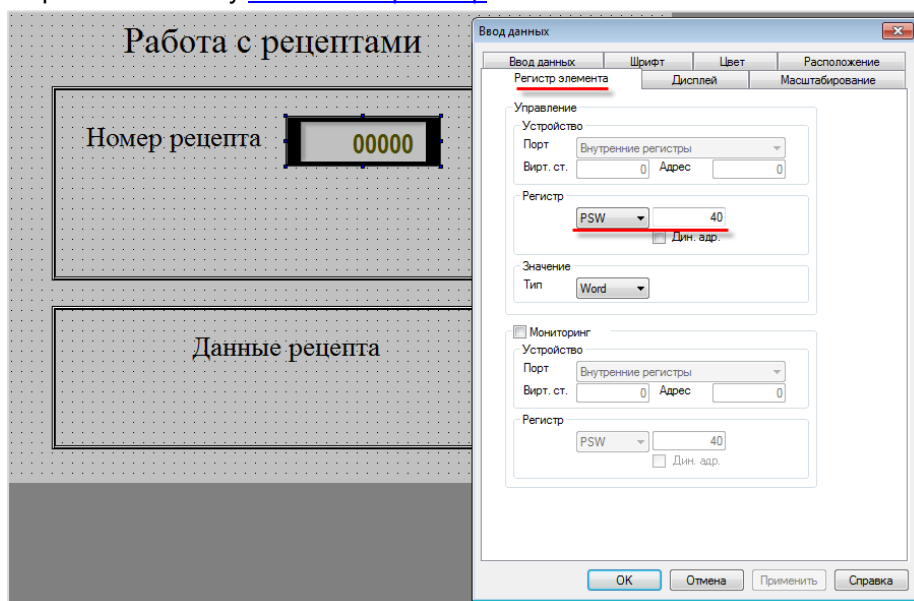 Работа с рецептами
Номер рецепта
00000
Данные рецепта
Ввод данных
Ввод данных Шрифт Цвет Расположение
Регистр элемента Дисплей Масштабирование
Управление
Устройство
Порт Внутренние регистры
Вирт. ст. 0 Адрес 0
Регистр
PSW 40
Дин. адр.
Значение
Тип Word
Мониторинг
Устройство
Порт Внутренние регистры
Вирт. ст. 0 Адрес 0
Регистр
PSW 40
Дин. адр.
OK Отмена Применить Справка